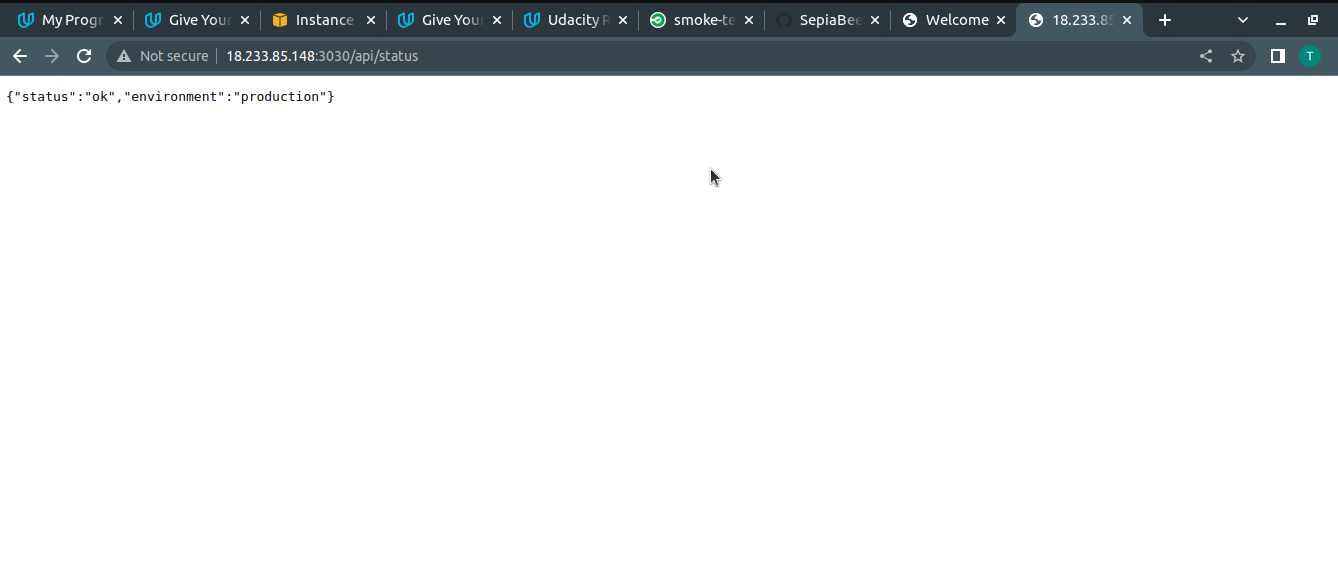 My Progr
Give Your
Instance
Give Your
Udacity R
smoke-te
SepiaBee
Welcome
18.233.85
Not secure
18.233.85.148:3030/api/status
T
{"status":"ok","environment":"production"}